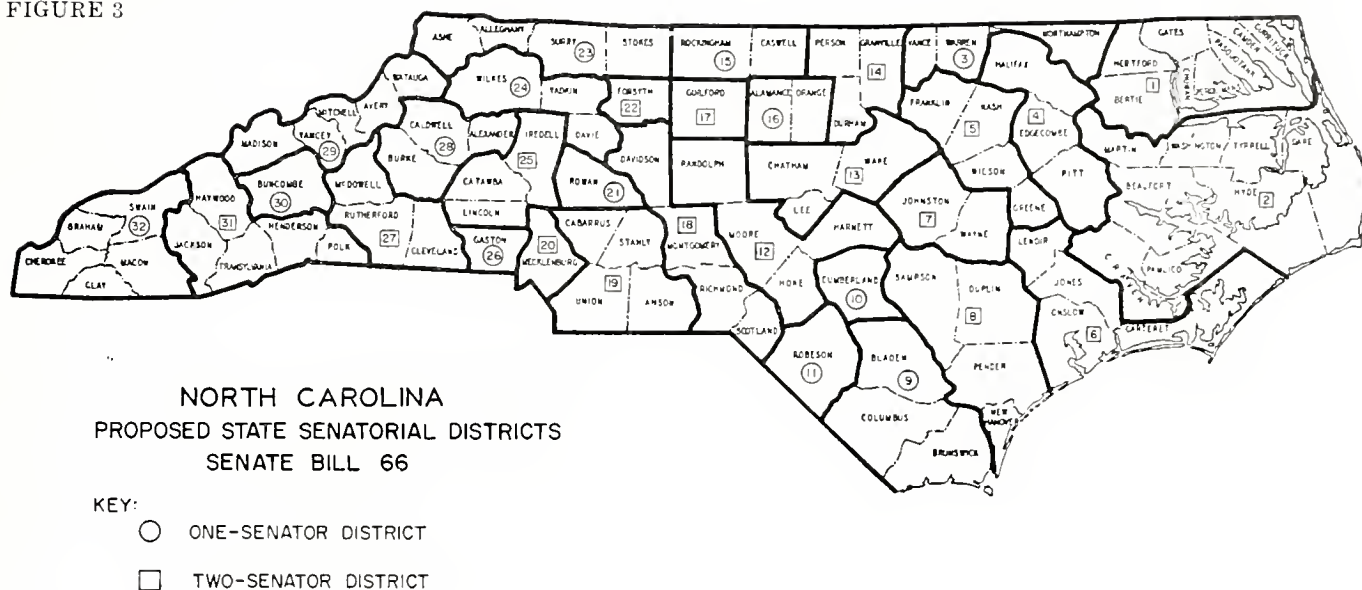 FIGURE 3
ASHE
ALLEGHANY
SURRY
23
STOKES
ROCKINGHAM
15
CASWELL
PERSON
GRANVILLE
14
VANCE
WARREN
3
NORTHAMPTON
GATES
CURRITUCK
CAMDEN
PASQUOTANK
HERTFORD
1
BERTIE
HALIFAX
WATAUGA
WILKES
24
YADKIN
FORSYTH
22
GUILFORD
17
ALAMANCE
16
ORANGE
DURHAM
FRANKLIN
NASH
5
4
EDGECOMBE
MITCHELL
AVERY
YANCEY
29
MADISON
CALDWELL
28
ALEXANDER
IREDELL
25
DAVIE
DAVIDSON
RANDOLPH
CHATHAM
WAKE
13
WILSON
PITT
MARTIN
WASHINGTON
TYRRELL
DARE
BUNCOMBE
30
MCDOWELL
BURKE
CATAWBA
ROWAN
21
LEE
JOHNSTON
7
GREENE
BEAUFORT
HYDE
2
SWAIN
32
HAYWOOD
31
GRAHAM
JACKSON
HENDERSON
RUTHERFORD
27
LINCOLN
CABARRUS
18
MONTGOMERY
MOORE
12
HARNETT
WAYNE
LENOIR
CRAVEN
PAMLICO
CHEROKEE
MACON
CLAY
TRANSYLVANIA
POLK
CLEVELAND
GASTON
26
20
MECKLENBURG
STANLY
19
UNION
ANSON
RICHMOND
HOKE
CUMBERLAND
10
SAMPSON
DUPLIN
8
JONES
ONSLOW
6
CARTERET
SCOTLAND
ROBESON
11
BLADEN
9
PENDER
COLUMBUS
NEW
HANOVER
BRUNSWICK
NORTH CAROLINA
PROPOSED STATE SENATORIAL DISTRICTS
SENATE BILL 66
KEY:
ONE-SENATOR DISTRICT
TWO-SENATOR DISTRICT